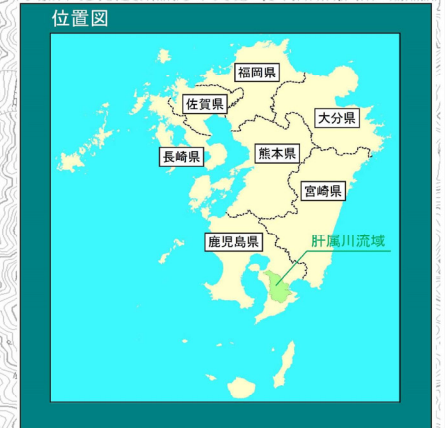 位置図
福岡県
佐賀県
大分県
長崎県
熊本県
宮崎県
鹿児島県
肝属川流域